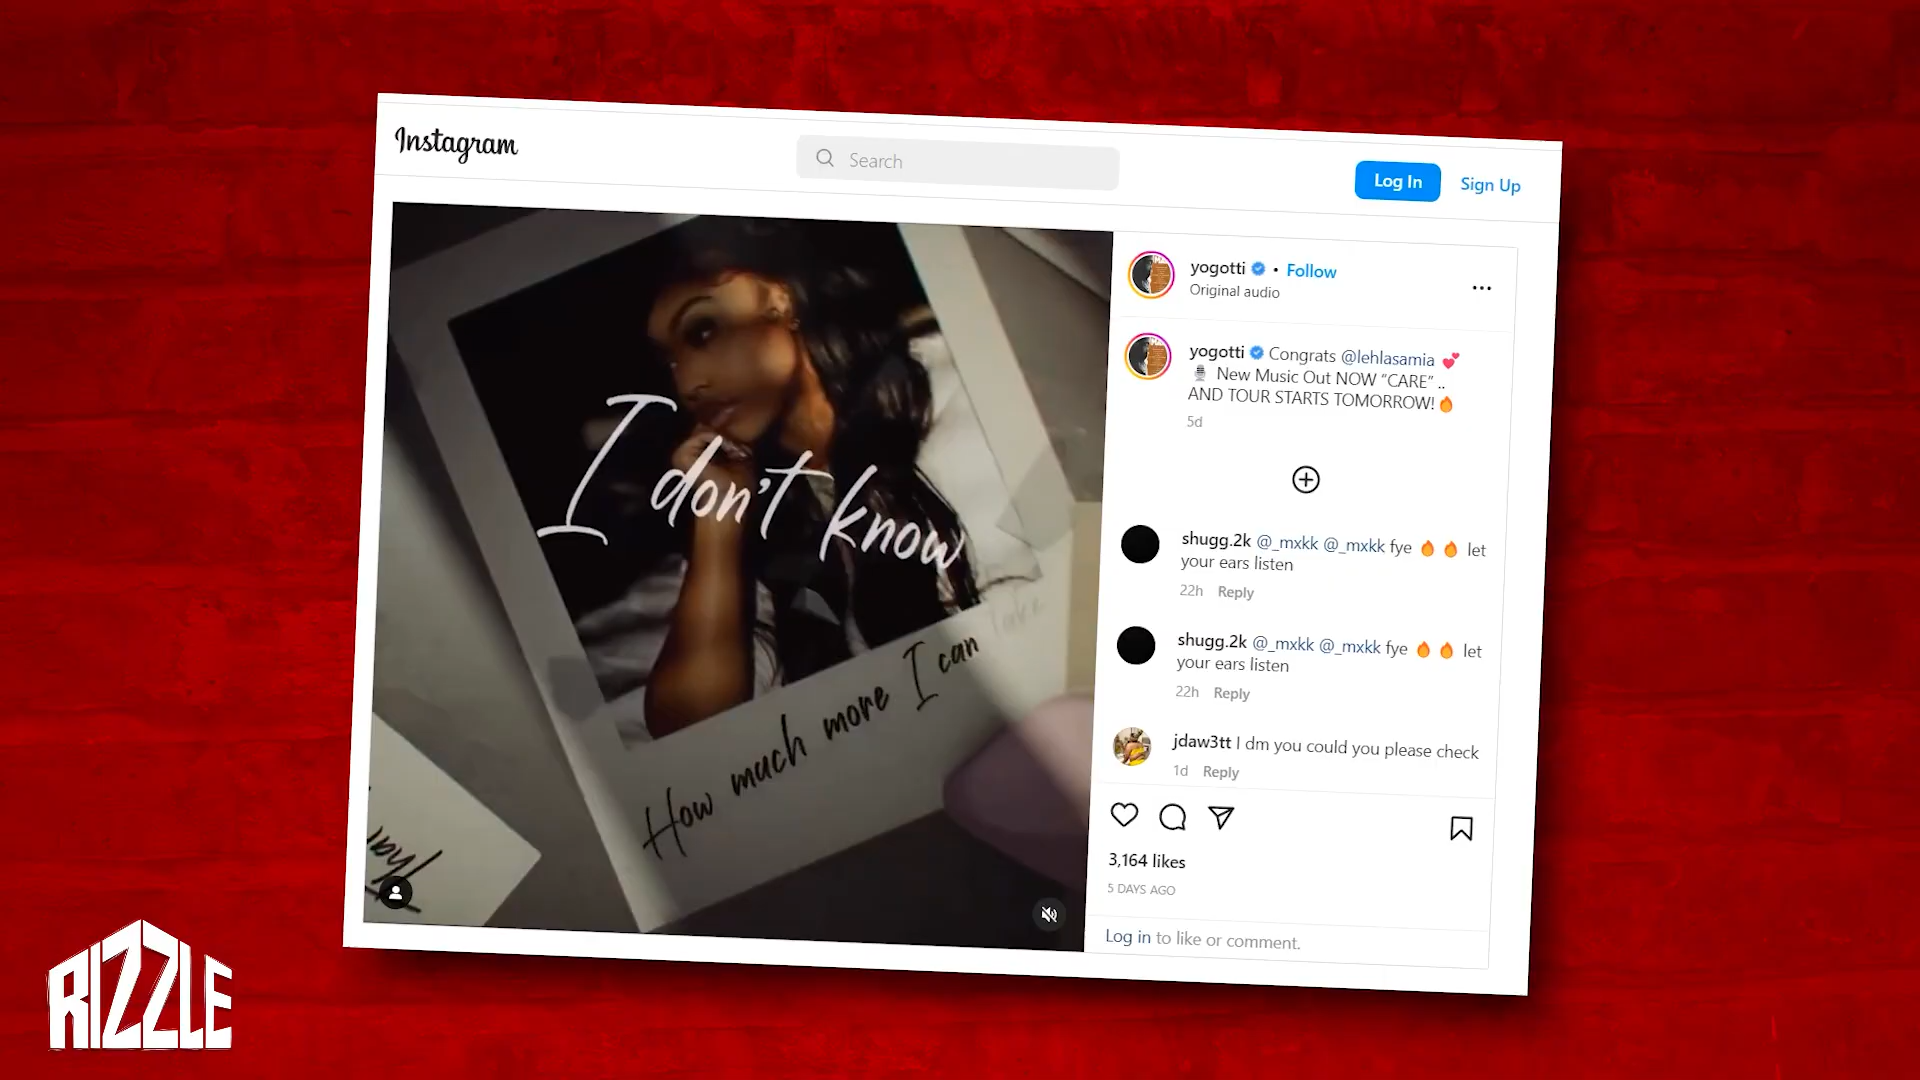 Instagram
Search
Log In
Sign Up
yogotti • Follow
Original audio
yogotti Congrats @lehlasamia 💕
🎙️ New Music Out NOW “CARE” ..
AND TOUR STARTS TOMORROW!🔥
5d
shugg.2k @_mxkk @_mxkk fye 🔥 🔥 let
your ears listen
22h Reply
shugg.2k @_mxkk @_mxkk fye 🔥 🔥 let
your ears listen
22h Reply
jdaw3tt I dm you could you please check
1d Reply
3,164 likes
5 DAYS AGO
Log in to like or comment.
I don't know
How much more I can take
RIZZLE